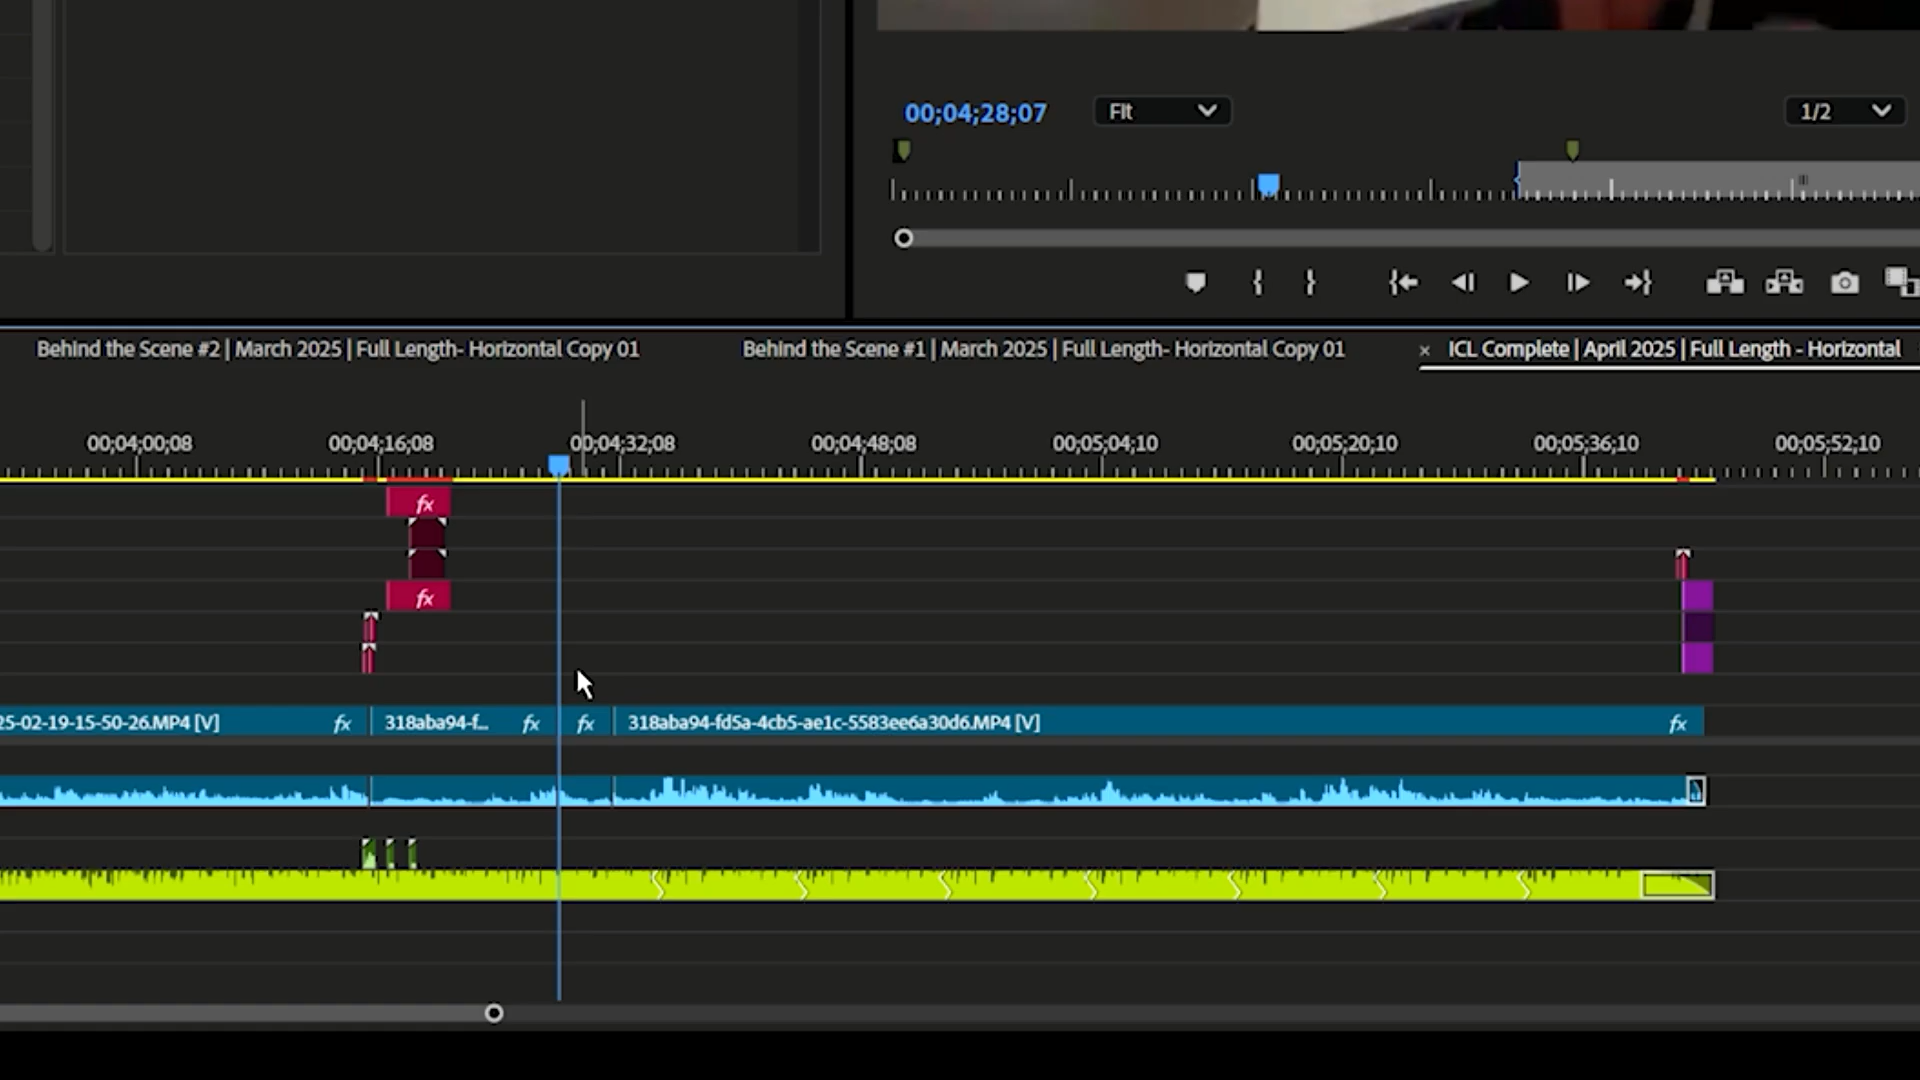 00;04;28;07
Fit
1/2
Behind the Scene #2 | March 2025 | Full Length- Horizontal Copy 01
Behind the Scene #1 | March 2025 | Full Length- Horizontal Copy 01
× ICL Complete | April 2025 | Full Length - Horizontal
00;04;00;08
00;04;16;08
00;04;32;08
00;04;48;08
00;05;04;10
00;05;20;10
00;05;36;10
00;05;52;10
fx
fx
25-02-19-15-50-26.MP4 [V]
fx
318aba94-f...
fx
fx
318aba94-fd5a-4cb5-ae1c-5583ee6a30d6.MP4 [V]
fx